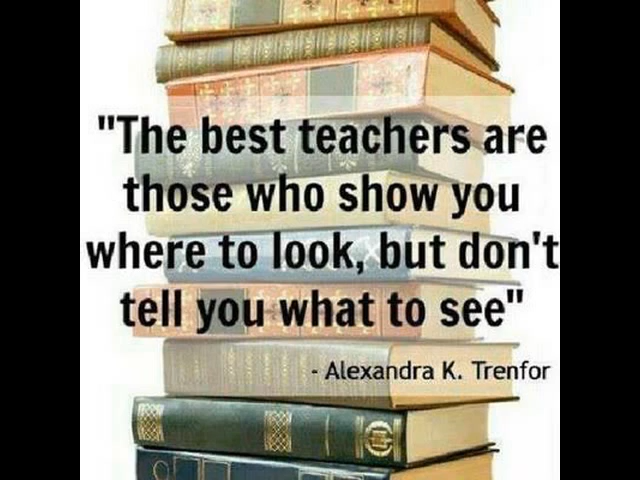 "The best teachers are
those who show you
where to look, but don't
tell you what to see"
- Alexandra K. Trenfor